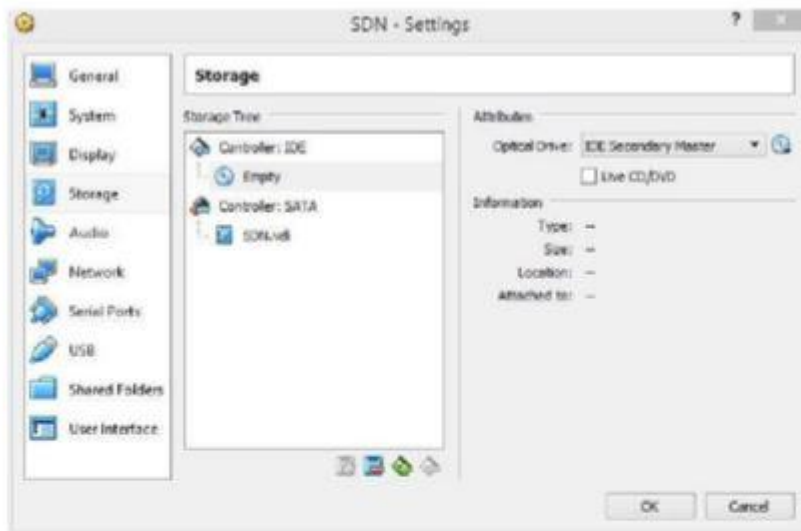 SDN - Settings
?
General
System
Display
Storage
Audio
Network
Serial Ports
USB
Shared Folders
User Interface
Storage
Storage Tree
Controller: IDE
Empty
Controller: SATA
SDN.vdi
Attributes
Optical Drive: IDE Secondary Master
Live CD/DVD
Information
Type: --
Size: --
Location: --
Attached to: --
OK
Cancel